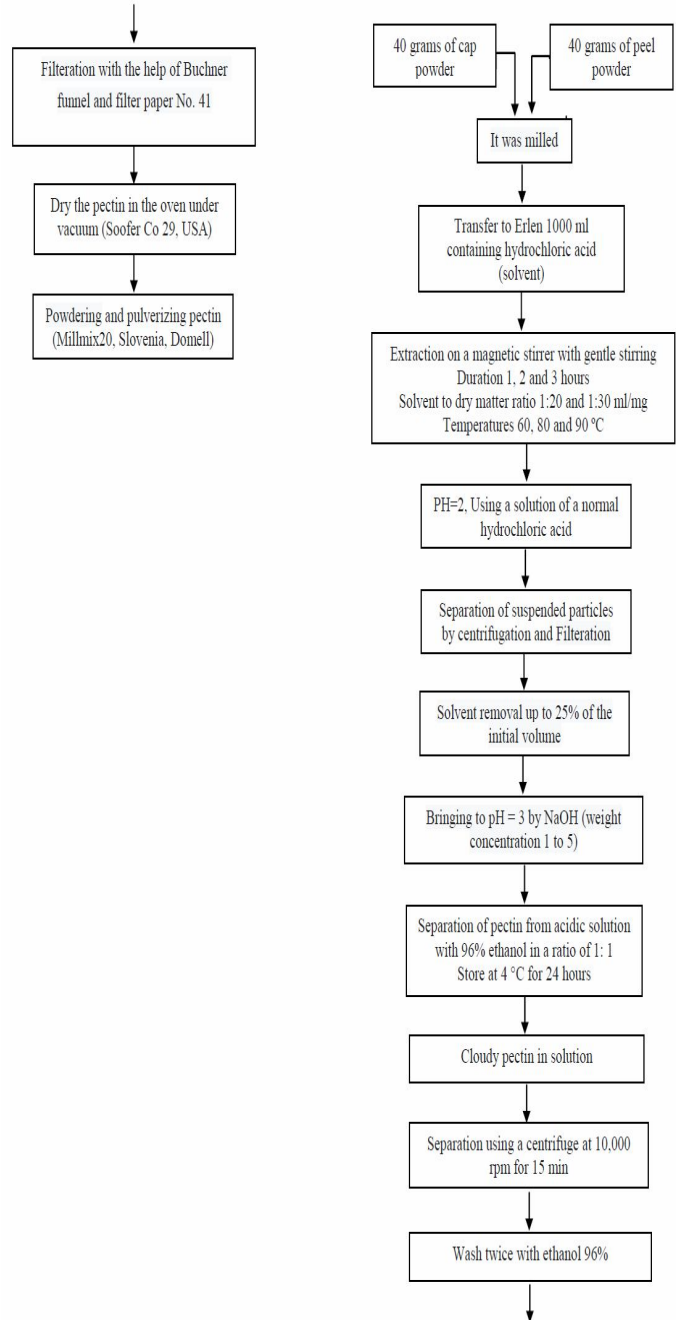 40 grams of cap
powder
40 grams of peel
powder
It was milled
Transfer to Erlen 1000 ml
containing hydrochloric acid
(solvent)
Extraction on a magnetic stirrer with gentle stirring
Duration 1, 2 and 3 hours
Solvent to dry matter ratio 1:20 and 1:30 ml/mg
Temperatures 60, 80 and 90 ºC
PH=2, Using a solution of a normal
hydrochloric acid
Separation of suspended particles
by centrifugation and Filteration
Solvent removal up to 25% of the
initial volume
Bringing to pH = 3 by NaOH (weight
concentration 1 to 5)
Separation of pectin from acidic solution
with 96% ethanol in a ratio of 1: 1
Store at 4 °C for 24 hours
Cloudy pectin in solution
Separation using a centrifuge at 10,000
rpm for 15 min
Wash twice with ethanol 96%
Filteration with the help of Buchner
funnel and filter paper No. 41
Dry the pectin in the oven under
vacuum (Soofer Co 29, USA)
Powdering and pulverizing pectin
(Millmix20, Slovenia, Domell)